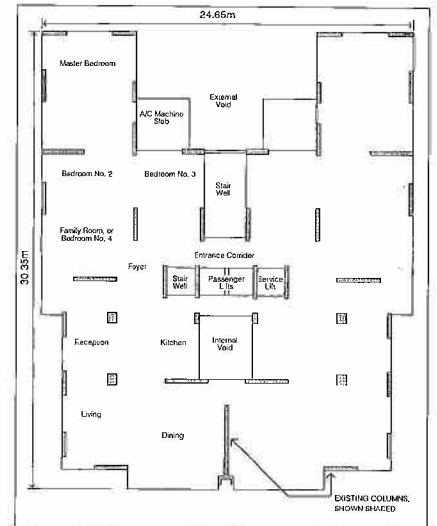 24.65m
Master Bedroom
External
Void
A/C Machine
Slab
Bedroom No. 2
Bedroom No. 3
Stair
Well
Family Room, or
Bedroom No. 4
Entrance Corridor
Foyer
30.35m
Stair
Well
Passenger
Lifts
Service
Lift
Reception
Kitchen
Internal
Void
Living
Dining
EXISTING COLUMNS,
SHOWN SHADED